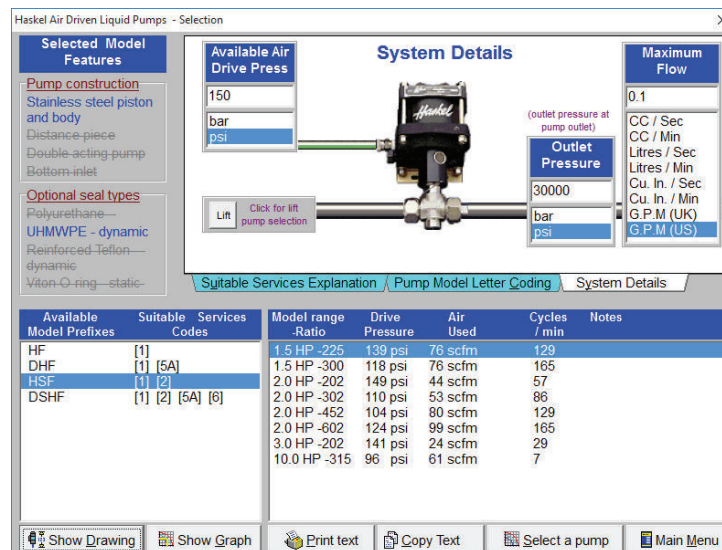 Haskel Air Driven Liquid Pumps - Selection
Selected Model
Features
Pump construction
Stainless steel piston
and body
Distance piece
Double acting pump
Bottom inlet
Optional seal types
Polyurethane
UHMWPE - dynamic
Reinforced Teflon
dynamic
Viton O ring - static
System Details
Available Air
Drive Press
150
bar
psi
Haskel
(outlet pressure at
pump outlet)
Outlet
Pressure
30000
bar
psi
Maximum
Flow
0.1
CC / Sec
CC / Min
Litres / Sec
Litres / Min
Cu. In. / Sec
Cu. In. / Min
G.P.M (UK)
G.P.M (US)
Lift
Click for lift
pump selection
Suitable Services Explanation
Pump Model Letter Coding
System Details
Available Model Prefixes
Suitable Services Codes
HF [1]
DHF [1] [5A]
HSF [1] [2]
DSHF [1] [2] [5A] [6]
Model range -Ratio
Drive Pressure
Air Used
Cycles / min
Notes
1.5 HP -225 139 psi 76 scfm 129
1.5 HP -300 118 psi 76 scfm 165
2.0 HP -202 149 psi 44 scfm 57
2.0 HP -302 110 psi 53 scfm 86
2.0 HP -452 104 psi 80 scfm 129
2.0 HP -602 124 psi 99 scfm 165
3.0 HP -202 141 psi 24 scfm 29
10.0 HP -315 96 psi 61 scfm 7
Show Drawing
Show Graph
Print text
Copy Text
Select a pump
Main Menu